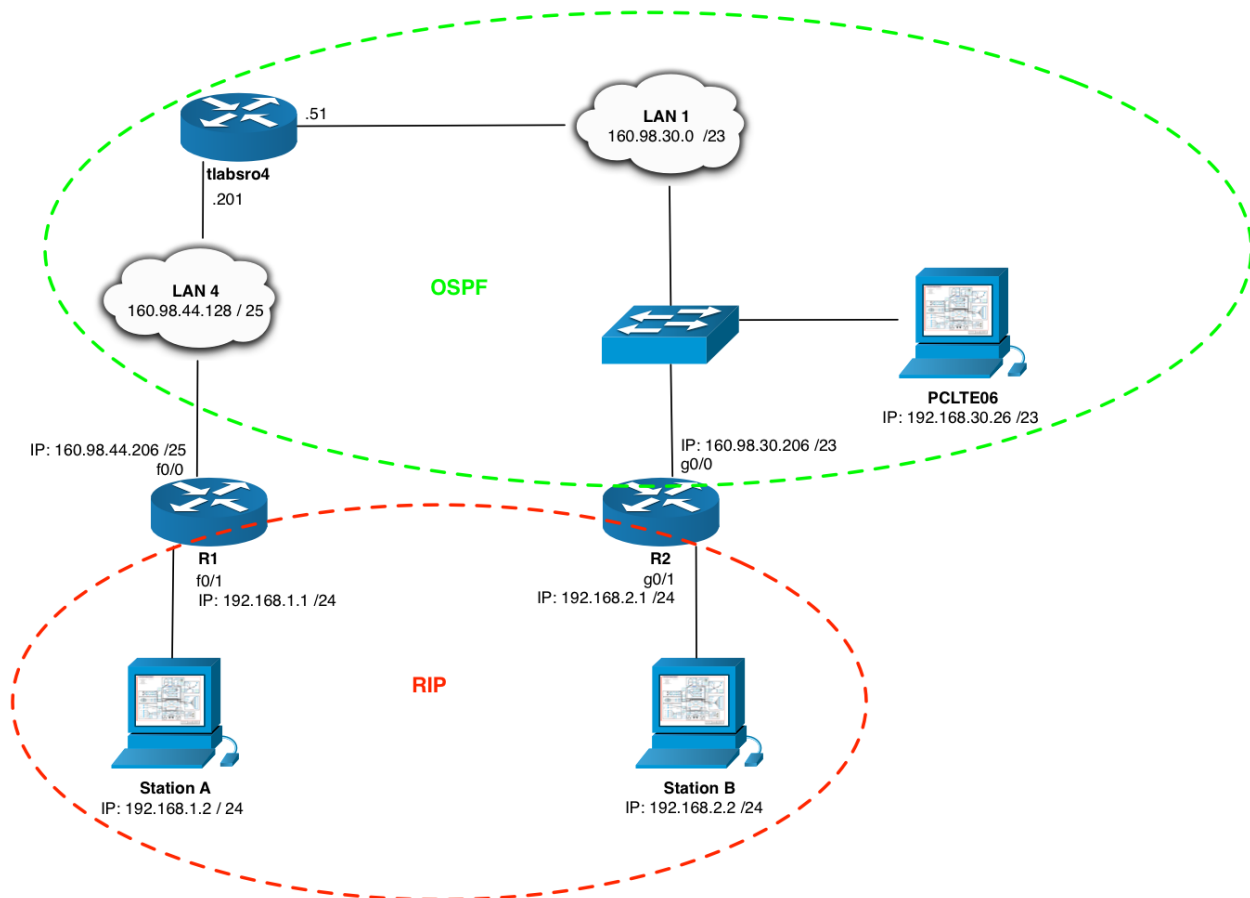 .51
LAN 1
160.98.30.0 /23
tlabsro4
.201
LAN 4
160.98.44.128 / 25
OSPF
PCLTE06
IP: 192.168.30.26 /23
IP: 160.98.44.206 /25
f0/0
IP: 160.98.30.206 /23
g0/0
R1
f0/1
IP: 192.168.1.1 /24
R2
g0/1
IP: 192.168.2.1 /24
RIP
Station A
IP: 192.168.1.2 / 24
Station B
IP: 192.168.2.2 /24